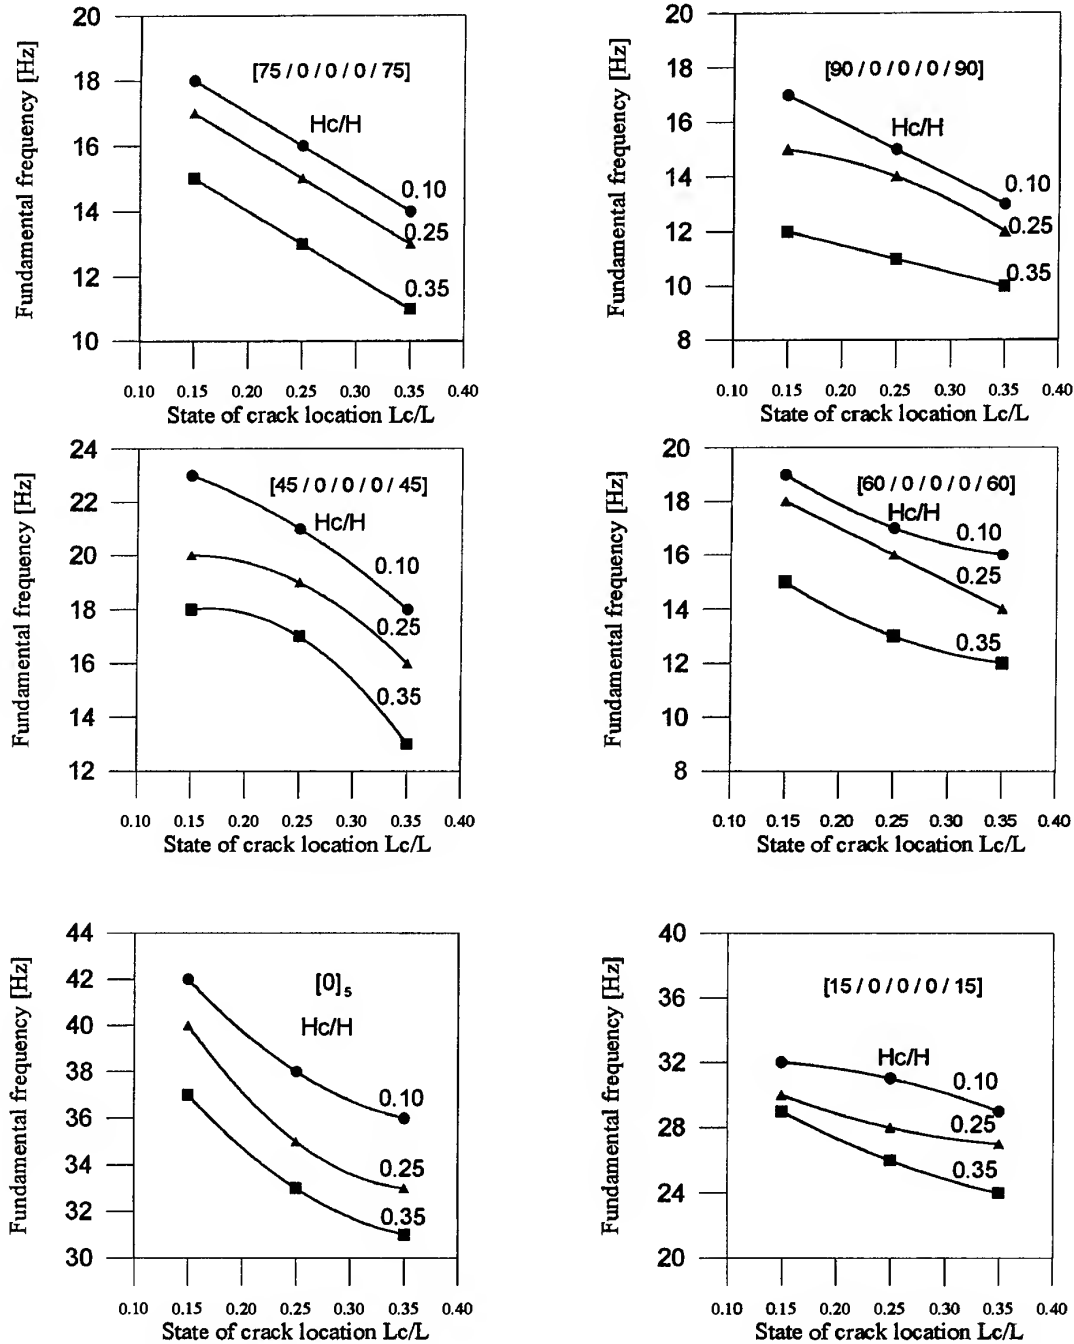 Fundamental frequency [Hz]
20
18
16
14
12
10
[75 / 0 / 0 / 0 / 75]
Hc/H
0.10
0.25
0.35
0.10 0.15 0.20 0.25 0.30 0.35 0.40
State of crack location Lc/L
Fundamental frequency [Hz]
20
18
16
14
12
10
8
[90 / 0 / 0 / 0 / 90]
Hc/H
0.10
0.25
0.35
0.10 0.15 0.20 0.25 0.30 0.35 0.40
State of crack location Lc/L
Fundamental frequency [Hz]
24
22
20
18
16
14
12
[45 / 0 / 0 / 0 / 45]
Hc/H
0.10
0.25
0.35
0.10 0.15 0.20 0.25 0.30 0.35 0.40
State of crack location Lc/L
Fundamental frequency [Hz]
20
18
16
14
12
10
8
[60 / 0 / 0 / 0 / 60]
Hc/H
0.10
0.25
0.35
0.10 0.15 0.20 0.25 0.30 0.35 0.40
State of crack location Lc/L
Fundamental frequency [Hz]
44
42
40
38
36
34
32
30
[0]₅
Hc/H
0.10
0.25
0.35
0.10 0.15 0.20 0.25 0.30 0.35 0.40
State of crack location Lc/L
Fundamental frequency [Hz]
40
36
32
28
24
20
[15 / 0 / 0 / 0 / 15]
Hc/H
0.10
0.25
0.35
0.10 0.15 0.20 0.25 0.30 0.35 0.40
State of crack location Lc/L